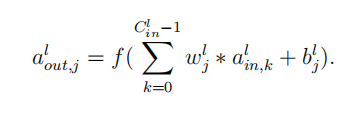 $a^l_{out,j} = f(\sum_{k=0}^{C^l_{in}-1} w^l_j * a^l_{in,k} + b^l_j).$